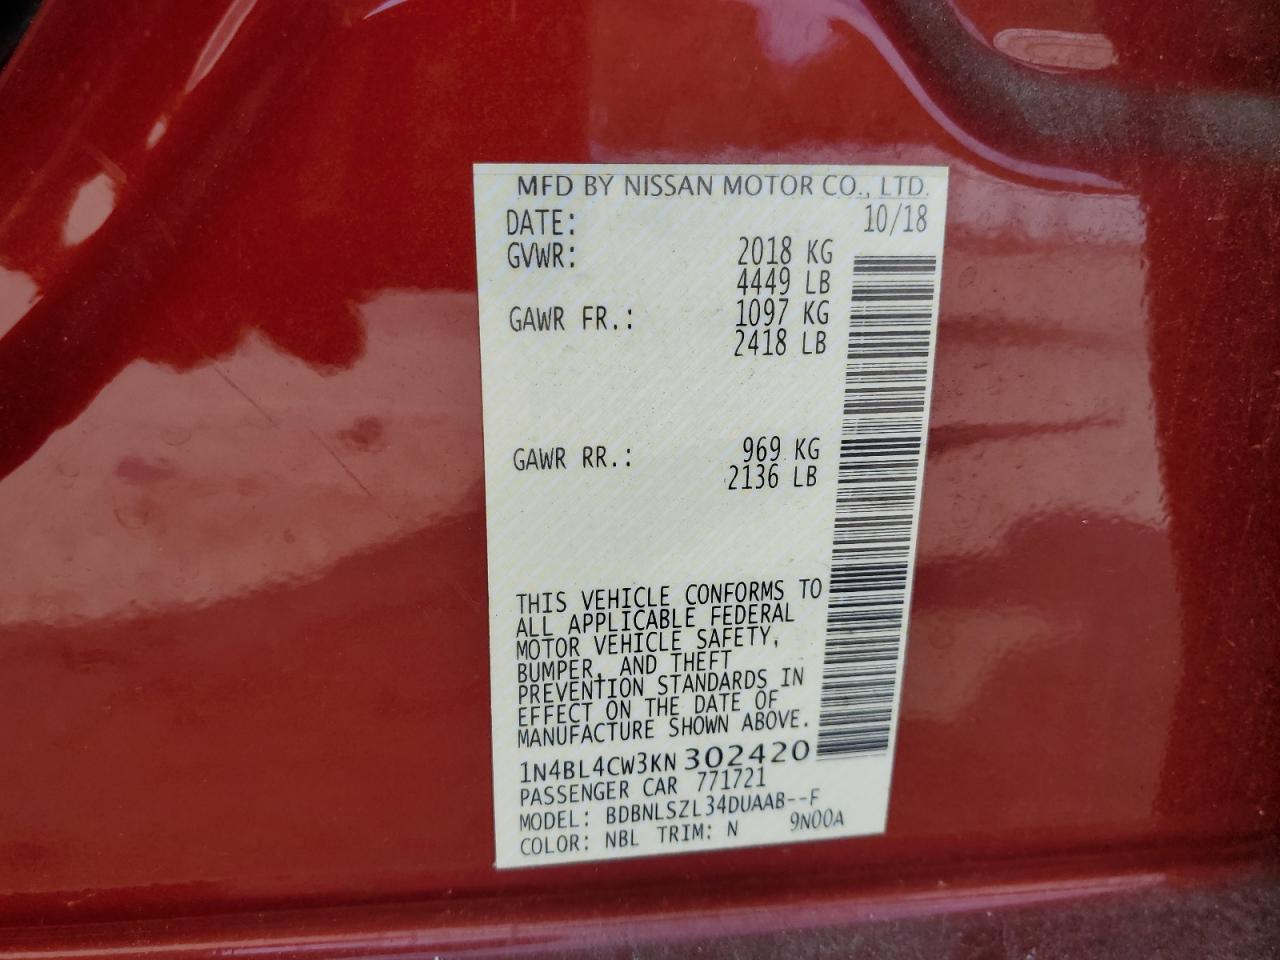 MFD BY NISSAN MOTOR CO., LTD.
DATE: 10/18
GVWR: 2018 KG
4449 LB
GAWR FR.: 1097 KG
2418 LB
GAWR RR.: 969 KG
2136 LB
THIS VEHICLE CONFORMS TO
ALL APPLICABLE FEDERAL
MOTOR VEHICLE SAFETY,
BUMPER, AND THEFT
PREVENTION STANDARDS IN
EFFECT ON THE DATE OF
MANUFACTURE SHOWN ABOVE.
1N4BL4CW3KN302420
PASSENGER CAR 771721
MODEL: BDBNLSZL34DUAAB--F
COLOR: NBL TRIM: N 9N00A